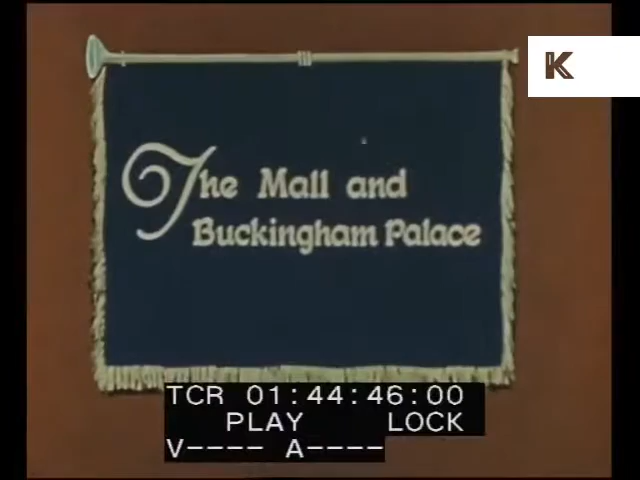 K
The Mall and
Buckingham Palace
TCR 01:44:46:00
PLAY LOCK
V---- A----